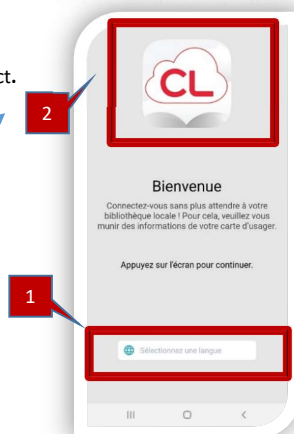 ct.
2
CL
Bienvenue
Connectez-vous sans plus attendre à votre
bibliothèque locale ! Pour cela, veuillez vous
munir des informations de votre carte d'usager.
Appuyez sur l'écran pour continuer.
1
Sélectionnez une langue